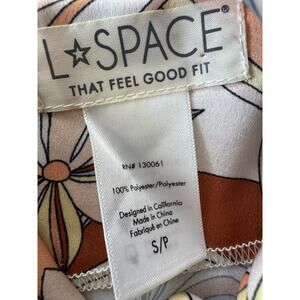 L☆SPACE®
THAT FEEL GOOD FIT
RN# 130061
100% Polyester/Polyester
Designed in California
Made in China
Fabriqué en Chine
S/P